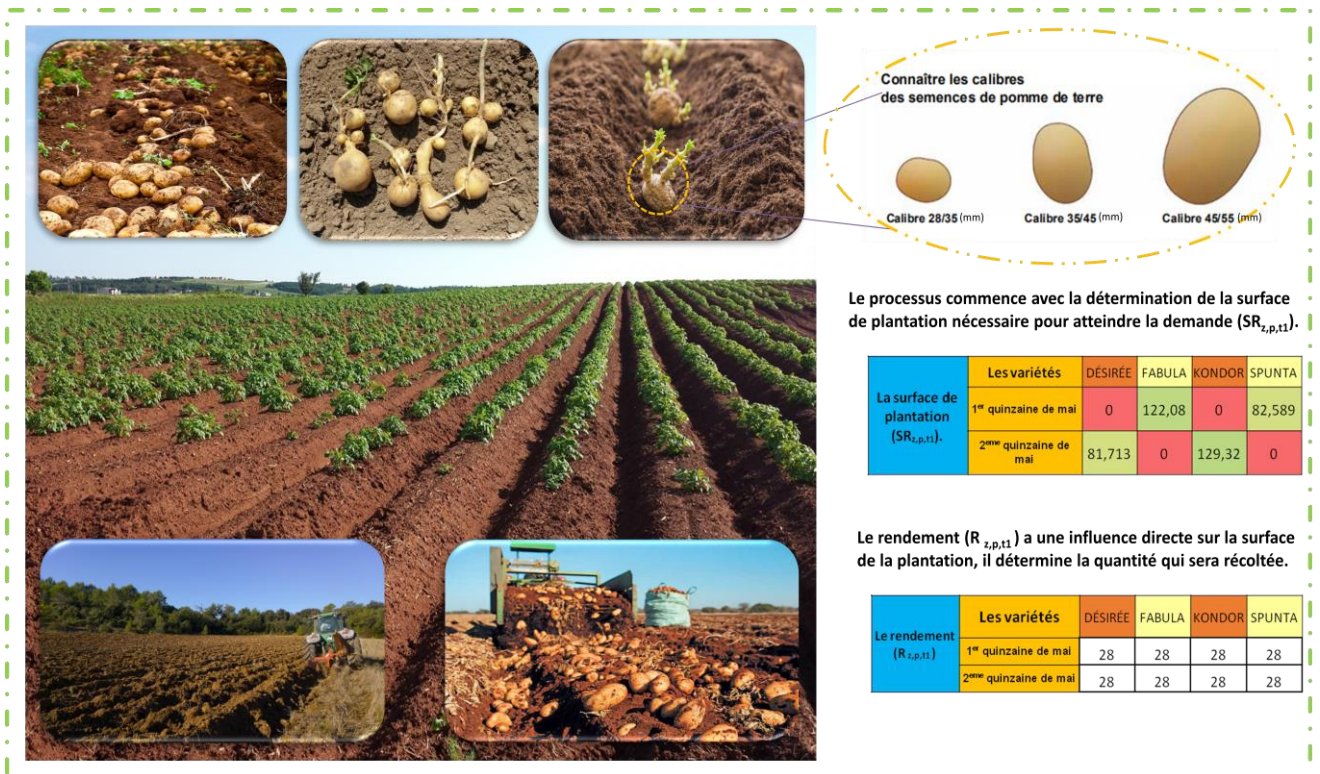 Connaître les calibres
des semences de pomme de terre
Calibre 28/35 (mm)
Calibre 35/45 (mm)
Calibre 45/55 (mm)
Le processus commence avec la détermination de la surface
de plantation nécessaire pour atteindre la demande (SRz,p,t1).
La surface de
plantation
(SRz,p,t1).
Les variétés DÉSIRÉE FABULA KONDOR SPUNTA
1er quinzaine de mai 0 122,08 0 82,589
2eme quinzaine de
mai
81,713 0 129,32 0
Le rendement (R z,p,t1) a une influence directe sur la surface
de la plantation, il détermine la quantité qui sera récoltée.
Le rendement
(R z,p,t1)
Les variétés DÉSIRÉE FABULA KONDOR SPUNTA
1er quinzaine de mai 28 28 28 28
2eme quinzaine de mai 28 28 28 28